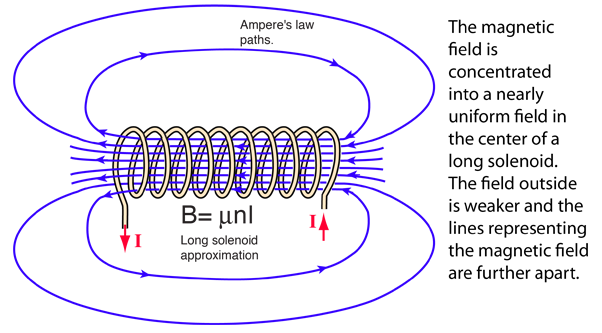 Ampere's law
paths.
The magnetic
field is
concentrated
into a nearly
uniform field in
the center of a
long solenoid.
The field outside
is weaker and the
lines representing
the magnetic field
are further apart.
B= μnI
I
I
Long solenoid
approximation